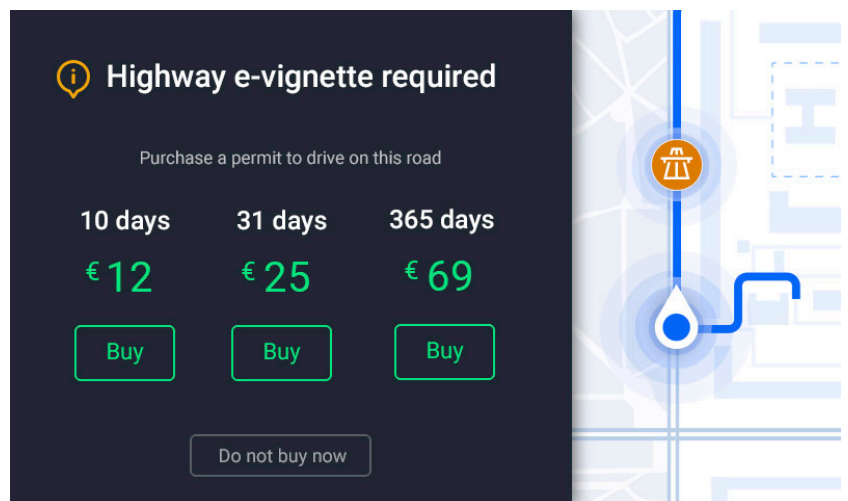 Highway e-vignette required
Purchase a permit to drive on this road
10 days 31 days 365 days
€12 €25 €69
Buy Buy Buy
Do not buy now